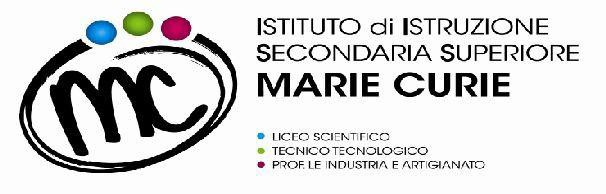 mc
ISTITUTO di ISTRUZIONE
SECONDARIA SUPERIORE
MARIE CURIE
LICEO SCIENTIFICO
TECNICO TECNOLOGICO
PROF.LE INDUSTRIA E ARTIGIANATO